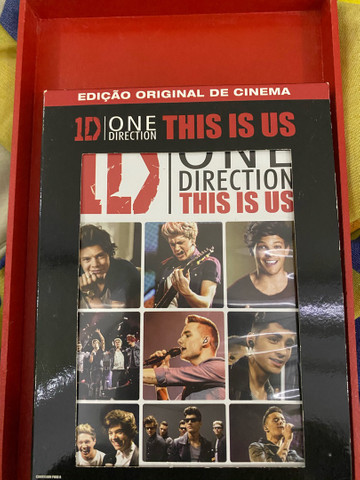 EDIÇÃO ORIGINAL DE CINEMA
1D ONE DIRECTION THIS IS US
1D ONE
DIRECTION
THIS IS US